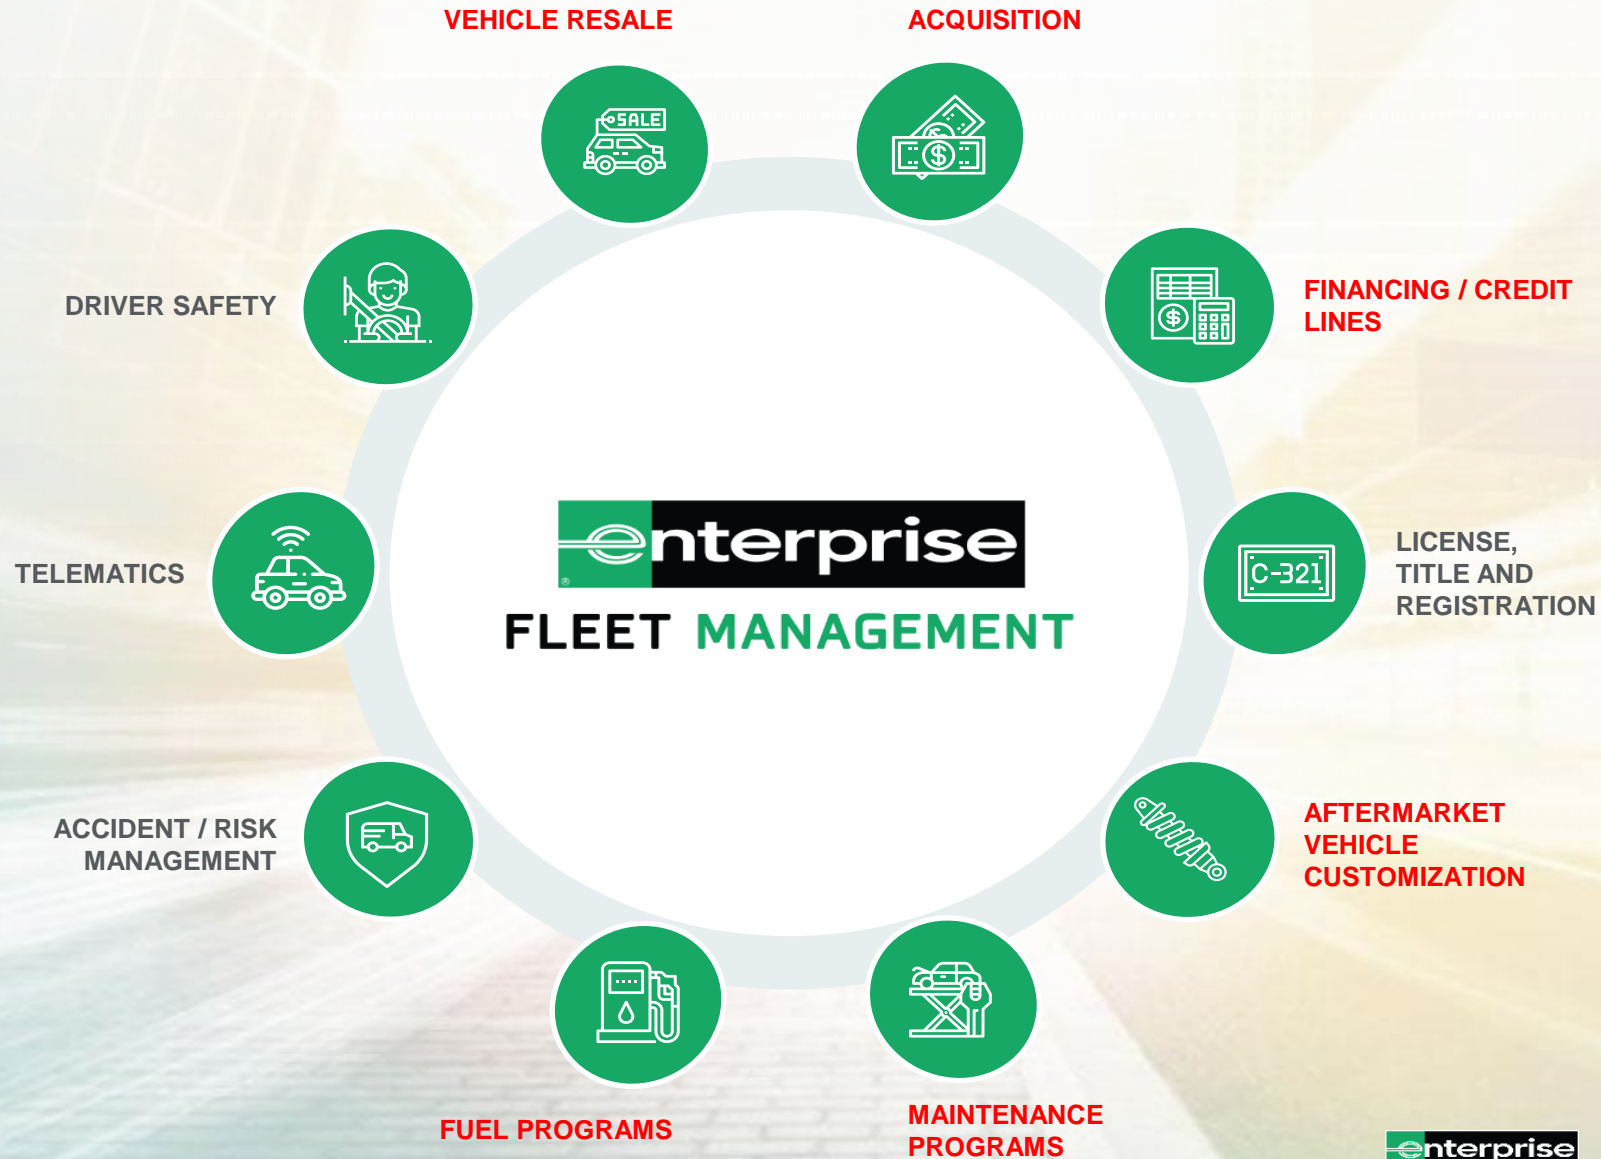 VEHICLE RESALE
ACQUISITION
SALE
DRIVER SAFETY
FINANCING / CREDIT
LINES
TELEMATICS
enterprise
®
FLEET MANAGEMENT
C-321
LICENSE,
TITLE AND
REGISTRATION
ACCIDENT / RISK
MANAGEMENT
AFTERMARKET
VEHICLE
CUSTOMIZATION
FUEL PROGRAMS
MAINTENANCE
PROGRAMS
enterprise